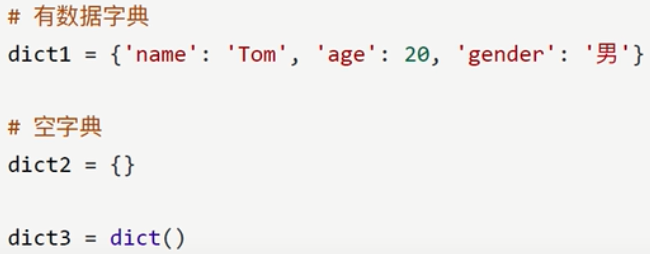 # 有数据字典
dict1 = {'name': 'Tom', 'age': 20, 'gender': '男'}
# 空字典
dict2 = {}
dict3 = dict()